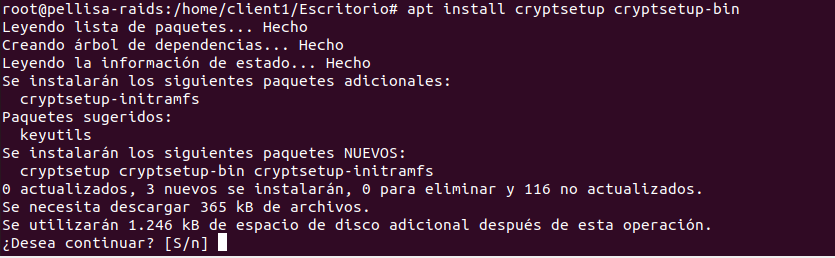 root@pellisa-raids:/home/client1/Escritorio# apt install cryptsetup cryptsetup-bin
Leyendo lista de paquetes... Hecho
Creando árbol de dependencias... Hecho
Leyendo la información de estado... Hecho
Se instalarán los siguientes paquetes adicionales:
  cryptsetup-initramfs
Paquetes sugeridos:
  keyutils
Se instalarán los siguientes paquetes NUEVOS:
  cryptsetup cryptsetup-bin cryptsetup-initramfs
0 actualizados, 3 nuevos se instalarán, 0 para eliminar y 116 no actualizados.
Se necesita descargar 365 kB de archivos.
Se utilizarán 1.246 kB de espacio de disco adicional después de esta operación.
¿Desea continuar? [S/n]